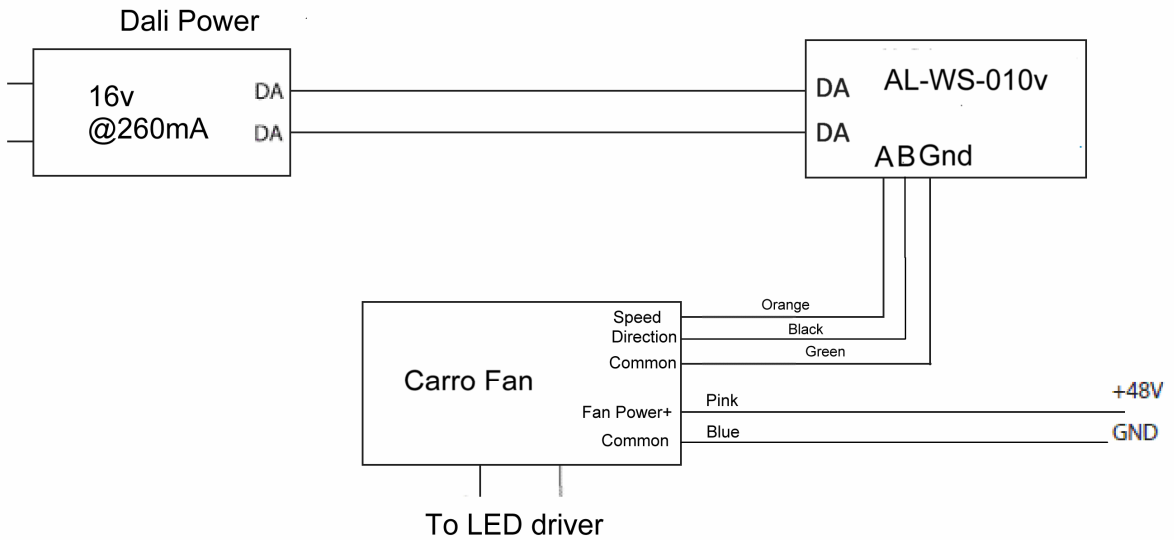 Dali Power
16v
@260mA
DA
DA
DA
DA
AL-WS-010v
A B Gnd
Carro Fan
Speed
Direction
Common
Fan Power+
Common
Orange
Black
Green
Pink
Blue
+48V
GND
To LED driver